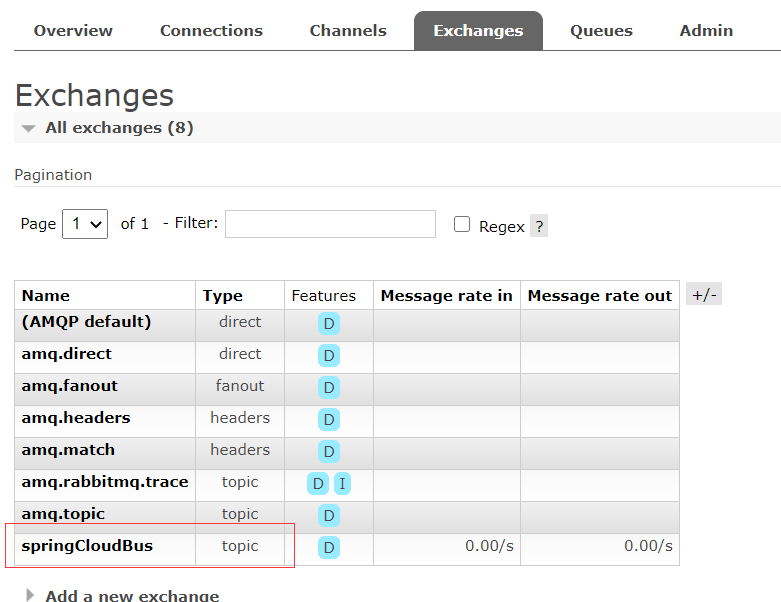 Overview Connections Channels Exchanges Queues Admin
Exchanges
All exchanges (8)
Pagination
Page 1 of 1 - Filter: Regex ?
Name Type Features Message rate in Message rate out +/-
(AMQP default) direct D
amq.direct direct D
amq.fanout fanout D
amq.headers headers D
amq.match headers D
amq.rabbitmq.trace topic D I
amq.topic topic D
springCloudBus topic D 0.00/s 0.00/s
Add a new exchange